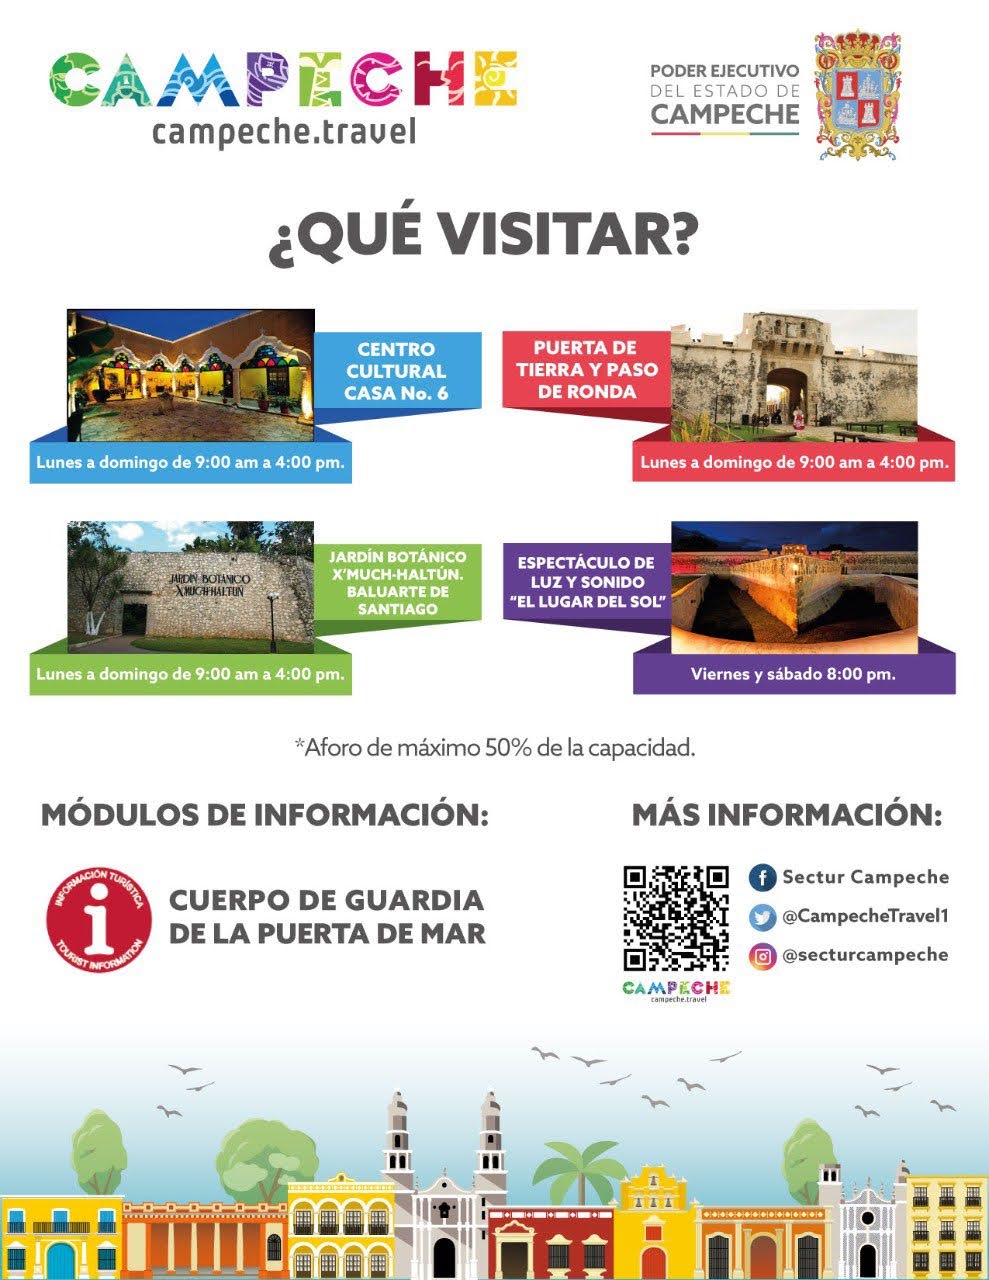 CAMPECHE
campeche.travel
PODER EJECUTIVO
DEL ESTADO DE
CAMPECHE
¿QUÉ VISITAR?
CENTRO
CULTURAL
CASA No. 6
Lunes a domingo de 9:00 am a 4:00 pm.
PUERTA DE
TIERRA Y PASO
DE RONDA
Lunes a domingo de 9:00 am a 4:00 pm.
JARDÍN BOTÁNICO
X'MUCH-HALTÚN
JARDÍN BOTÁNICO
X'MUCH-HALTÚN.
BALUARTE DE
SANTIAGO
Lunes a domingo de 9:00 am a 4:00 pm.
ESPECTÁCULO DE
LUZ Y SONIDO
“EL LUGAR DEL SOL”
Viernes y sábado 8:00 pm.
*Aforo de máximo 50% de la capacidad.
MÓDULOS DE INFORMACIÓN:
INFORMACIÓN TURÍSTICA
i
TOURIST INFORMATION
CUERPO DE GUARDIA
DE LA PUERTA DE MAR
MÁS INFORMACIÓN:
Sectur Campeche
@CampecheTravel1
@secturcampeche
CAMPECHE
campeche.travel